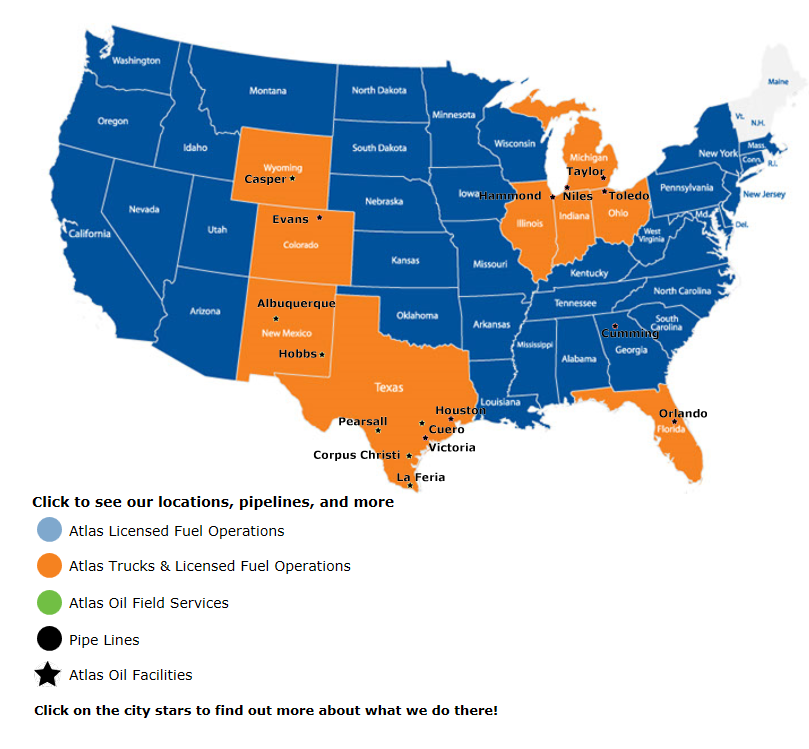 Washington
Maine
Montana
North Dakota
Minnesota
Vt.
N.H.
Oregon
Idaho
South Dakota
Wisconsin
New York
Mass.
Conn.
R.I.
Wyoming
Casper
Michigan
Taylor
Iowa
Hammond
Niles
Toledo
Pennsylvania
New Jersey
Nebraska
Nevada
Evans
Illinois
Indiana
Ohio
Md.
Del.
California
Utah
Colorado
Kansas
Missouri
West
Virginia
Kentucky
North Carolina
Albuquerque
Tennessee
Arizona
New Mexico
Oklahoma
Arkansas
South
Carolina
Cumming
Mississippi
Alabama
Georgia
Hobbs
Texas
Louisiana
Houston
Orlando
Pearsall
Cuero
Florida
Victoria
Corpus Christi
La Feria
Click to see our locations, pipelines, and more
Atlas Licensed Fuel Operations
Atlas Trucks & Licensed Fuel Operations
Atlas Oil Field Services
Pipe Lines
Atlas Oil Facilities
Click on the city stars to find out more about what we do there!